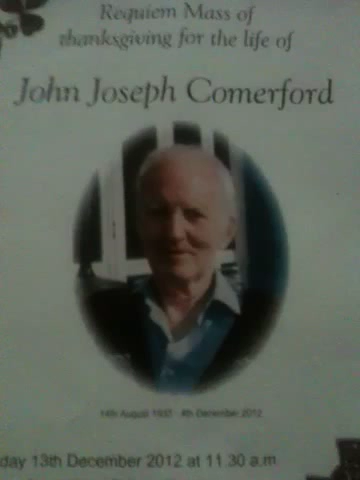 Requiem Mass of
thanksgiving for the life of
John Joseph Comerford
14th August - 4th December 2012
day 13th December 2012 at 11.30 a.m